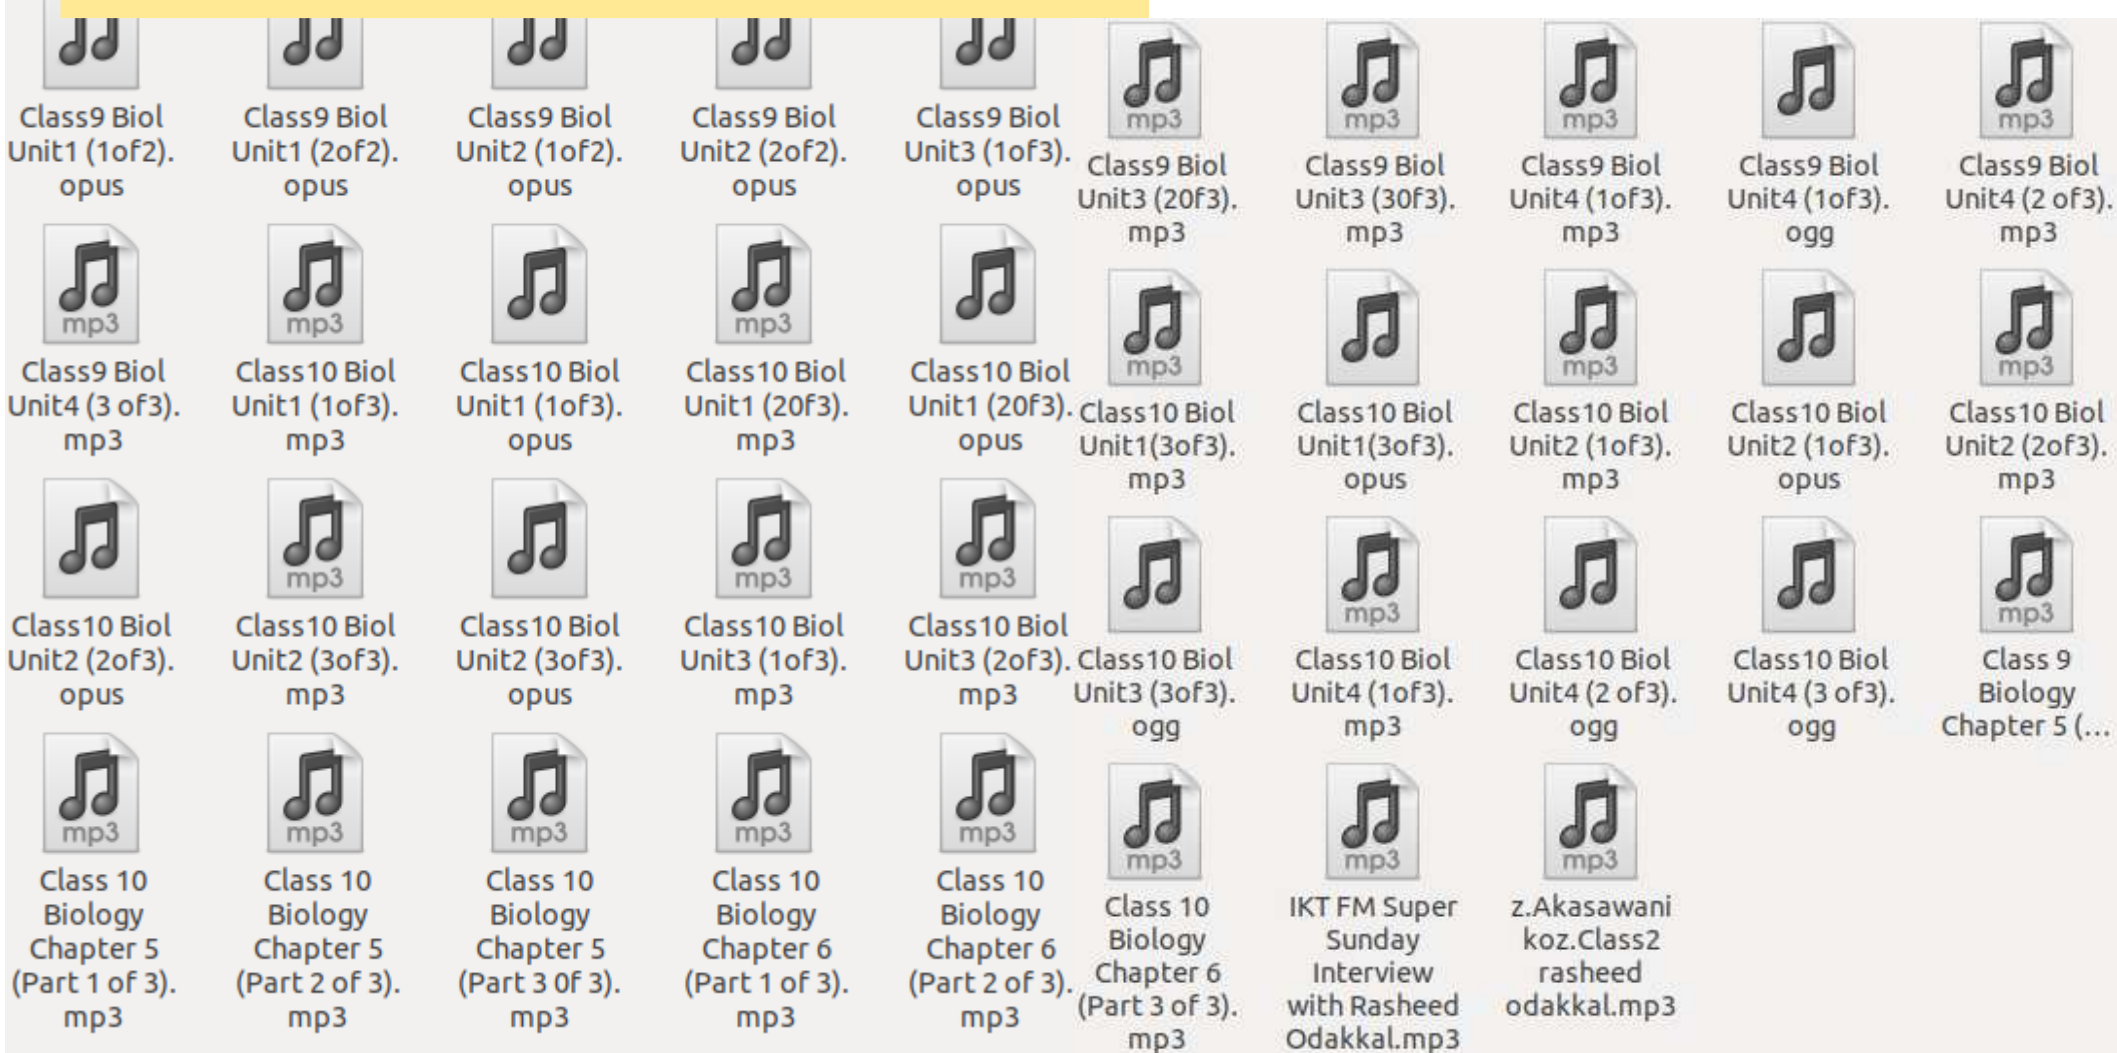 Class9 Biol
Unit1 (1of2).
opus
Class9 Biol
Unit1 (2of2).
opus
Class9 Biol
Unit2 (1of2).
opus
Class9 Biol
Unit2 (2of2).
opus
Class9 Biol
Unit3 (1of3).
opus
mp3
Class9 Biol
Unit3 (20f3).
mp3
mp3
Class9 Biol
Unit3 (30f3).
mp3
mp3
Class9 Biol
Unit4 (1of3).
mp3
Class9 Biol
Unit4 (1of3).
ogg
mp3
Class9 Biol
Unit4 (2 of3).
mp3
mp3
Class9 Biol
Unit4 (3 of3).
mp3
mp3
Class10 Biol
Unit1 (1of3).
mp3
Class10 Biol
Unit1 (1of3).
opus
mp3
Class10 Biol
Unit1 (20f3).
mp3
Class10 Biol
Unit1 (20f3).
opus
mp3
Class10 Biol
Unit1(3of3).
mp3
Class10 Biol
Unit1(3of3).
opus
mp3
Class10 Biol
Unit2 (1of3).
mp3
Class10 Biol
Unit2 (1of3).
opus
mp3
Class10 Biol
Unit2 (2of3).
mp3
Class10 Biol
Unit2 (2of3).
opus
mp3
Class10 Biol
Unit2 (3of3).
mp3
Class10 Biol
Unit2 (3of3).
opus
mp3
Class10 Biol
Unit3 (1of3).
mp3
mp3
Class10 Biol
Unit3 (2of3).
mp3
Class10 Biol
Unit3 (3of3).
ogg
mp3
Class10 Biol
Unit4 (1of3).
mp3
Class10 Biol
Unit4 (2 of3).
ogg
Class10 Biol
Unit4 (3 of3).
ogg
mp3
Class 9
Biology
Chapter 5 (...
mp3
Class 10
Biology
Chapter 5
(Part 1 of 3).
mp3
mp3
Class 10
Biology
Chapter 5
(Part 2 of 3).
mp3
mp3
Class 10
Biology
Chapter 5
(Part 3 0f 3).
mp3
mp3
Class 10
Biology
Chapter 6
(Part 1 of 3).
mp3
mp3
Class 10
Biology
Chapter 6
(Part 2 of 3).
mp3
mp3
Class 10
Biology
Chapter 6
(Part 3 of 3).
mp3
mp3
IKT FM Super
Sunday
Interview
with Rasheed
Odakkal.mp3
mp3
z.Akasawani
koz.Class2
rasheed
odakkal.mp3